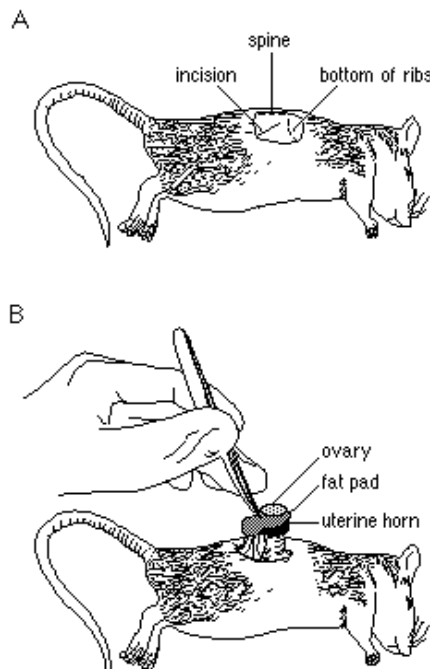 A
spine
incision
bottom of ribs
B
ovary
fat pad
uterine horn